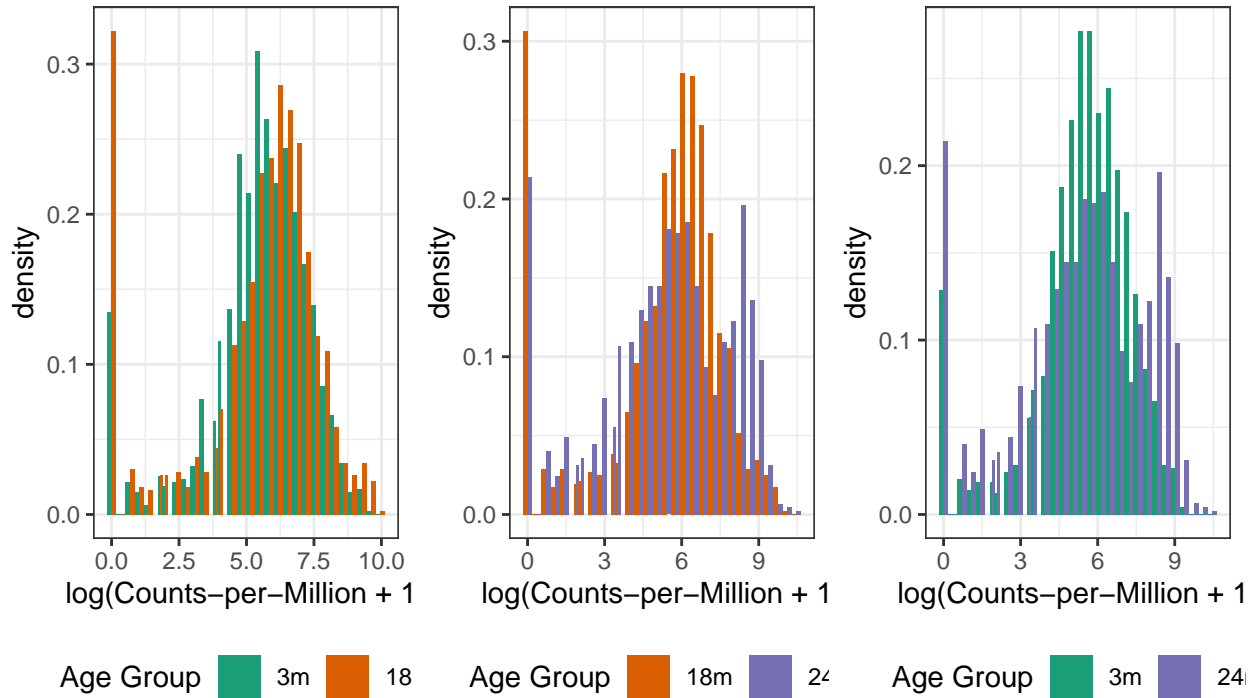 0.3
0.2
0.1
0.0
density
0.0 2.5 5.0 7.5 10.0
log(Counts−per−Million + 1
Age Group 3m 18
0.3
0.2
0.1
0.0
density
0 3 6 9
log(Counts−per−Million + 1
Age Group 18m 24
0.2
0.1
0.0
density
0 3 6 9
log(Counts−per−Million + 1
Age Group 3m 24m